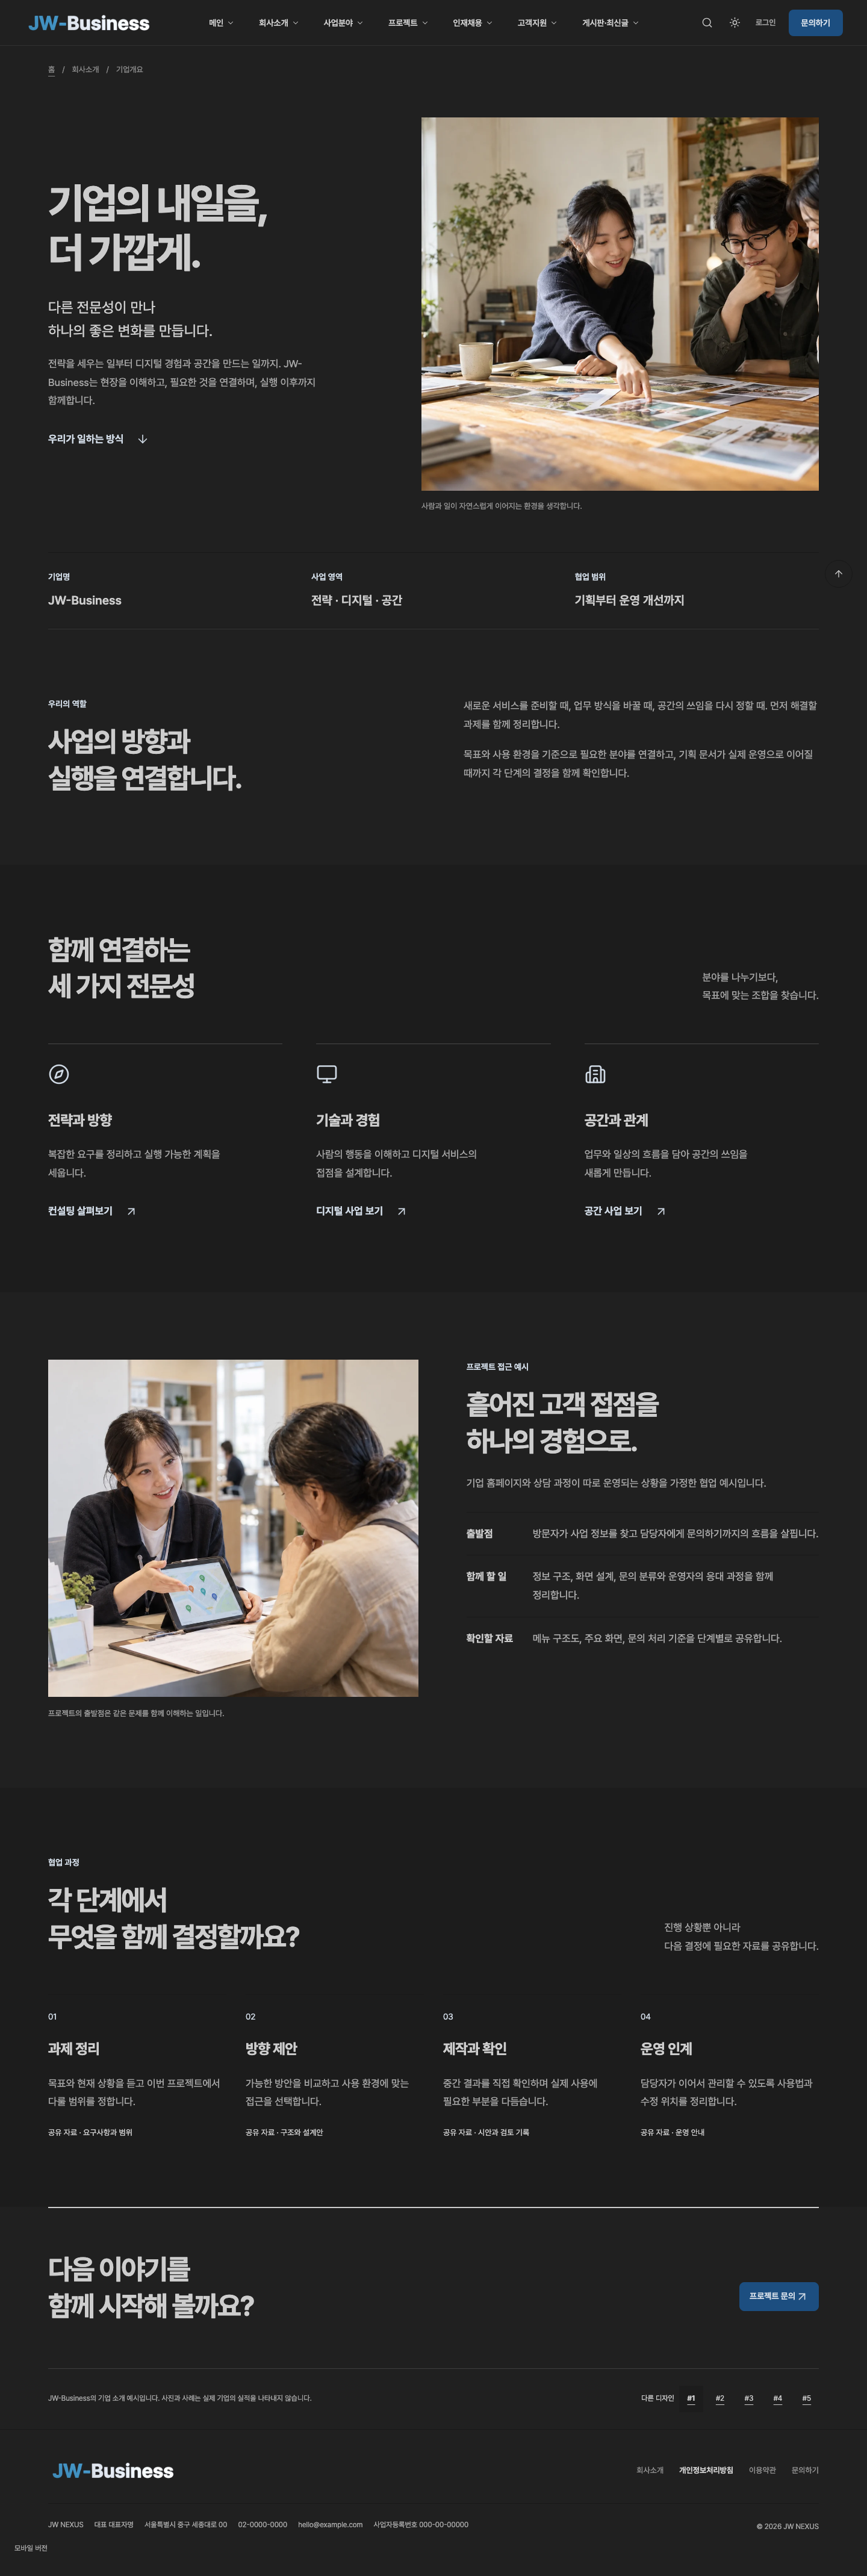 JW-Business
메인 회사소개 사업분야 프로젝트 인재채용 고객지원 게시판·최신글 로그인 문의하기
홈 / 회사소개 / 기업개요
기업의 내일을,
더 가깝게.
다른 전문성이 만나
하나의 좋은 변화를 만듭니다.
전략을 세우는 일부터 디지털 경험과 공간을 만드는 일까지. JW-
Business는 현장을 이해하고, 필요한 것을 연결하며, 실행 이후까지
함께합니다.
우리가 일하는 방식
사람과 일이 자연스럽게 이어지는 환경을 생각합니다.
기업명
JW-Business
사업 영역
전략 · 디지털 · 공간
협업 범위
기획부터 운영 개선까지
우리의 역할
사업의 방향과
실행을 연결합니다.
새로운 서비스를 준비할 때, 업무 방식을 바꿀 때, 공간의 쓰임을 다시 정할 때. 먼저 해결할
과제를 함께 정리합니다.
목표와 사용 환경을 기준으로 필요한 분야를 연결하고, 기획 문서가 실제 운영으로 이어질
때까지 각 단계의 결정을 함께 확인합니다.
함께 연결하는
세 가지 전문성
분야를 나누기보다,
목표에 맞는 조합을 찾습니다.
전략과 방향
복잡한 요구를 정리하고 실행 가능한 계획을
세웁니다.
컨설팅 살펴보기
기술과 경험
사람의 행동을 이해하고 디지털 서비스의
접점을 설계합니다.
디지털 사업 보기
공간과 관계
업무와 일상의 흐름을 담아 공간의 쓰임을
새롭게 만듭니다.
공간 사업 보기
프로젝트의 출발점은 같은 문제를 함께 이해하는 일입니다.
프로젝트 접근 예시
흩어진 고객 접점을
하나의 경험으로.
기업 홈페이지와 상담 과정이 따로 운영되는 상황을 가정한 협업 예시입니다.
출발점 방문자가 사업 정보를 찾고 담당자에게 문의하기까지의 흐름을 살핍니다.
함께 할 일 정보 구조, 화면 설계, 문의 분류와 운영자의 응대 과정을 함께
정리합니다.
확인할 자료 메뉴 구조도, 주요 화면, 문의 처리 기준을 단계별로 공유합니다.
협업 과정
각 단계에서
무엇을 함께 결정할까요?
진행 상황뿐 아니라
다음 결정에 필요한 자료를 공유합니다.
01
과제 정리
목표와 현재 상황을 듣고 이번 프로젝트에서
다룰 범위를 정합니다.
공유 자료 · 요구사항과 범위
02
방향 제안
가능한 방안을 비교하고 사용 환경에 맞는
접근을 선택합니다.
공유 자료 · 구조와 설계안
03
제작과 확인
중간 결과를 직접 확인하며 실제 사용에
필요한 부분을 다듬습니다.
공유 자료 · 시안과 검토 기록
04
운영 인계
담당자가 이어서 관리할 수 있도록 사용법과
수정 위치를 정리합니다.
공유 자료 · 운영 안내
다음 이야기를
함께 시작해 볼까요?
프로젝트 문의
JW-Business의 기업 소개 예시입니다. 사진과 사례는 실제 기업의 실적을 나타내지 않습니다.
다른 디자인 #1 #2 #3 #4 #5
JW-Business
회사소개 개인정보처리방침 이용약관 문의하기
JW NEXUS 대표 대표자명 서울특별시 중구 세종대로 00 02-0000-0000 hello@example.com 사업자등록번호 000-00-00000
© 2026 JW NEXUS
모바일 버전